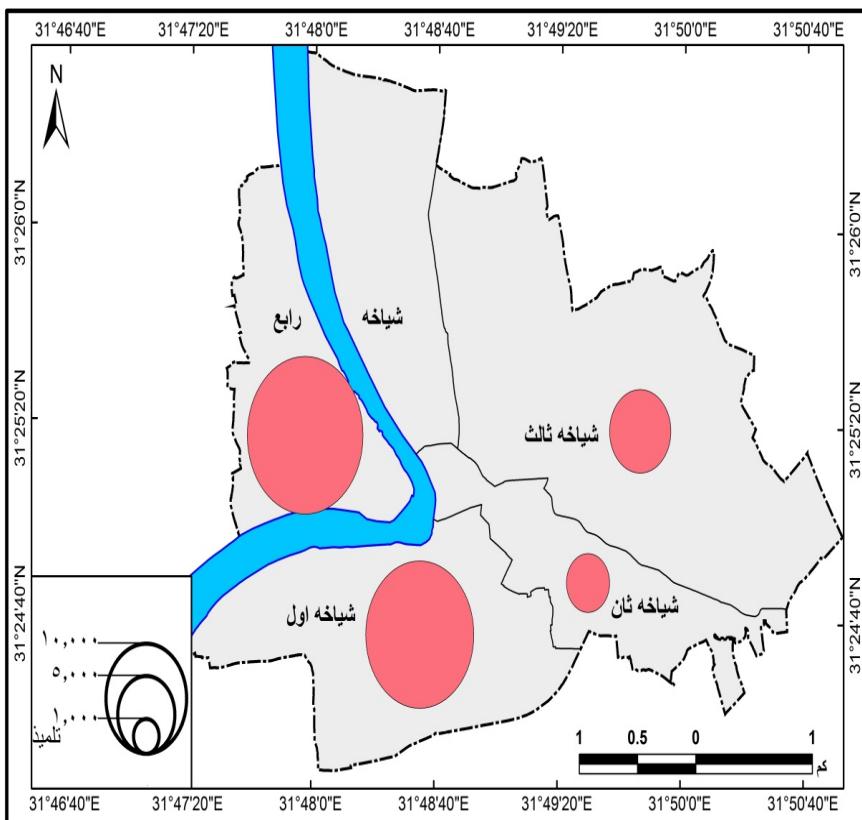 31°46'40"E 31°47'20"E 31°48'0"E 31°48'40"E 31°49'20"E 31°50'0"E 31°50'40"E
N
31°26'0"N 31°26'0"N
رابع شياخه
31°25'20"N 31°25'20"N
شياخه ثالث
31°24'40"N 31°24'40"N
شياخه ثان
شياخه اول
١٠,٠٠٠
٥,٠٠٠
١,٠٠٠
تلميذ
1 0.5 0 1
كم
31°46'40"E 31°47'20"E 31°48'0"E 31°48'40"E 31°49'20"E 31°50'0"E 31°50'40"E